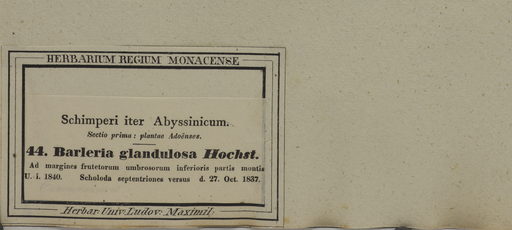 HERBARIUM REGIUM MONACENSE
Schimperi iter Abyssinicum.
Sectio prima: plantae Adoënses.
44. Barleria glandulosa Hochst.
Ad margines frutetorum umbrosorum inferioris partis montis
U. i. 1840. Scholoda septentriones versus d. 27. Oct. 1837.
Herbar. Univ. Ludov. Maximil.